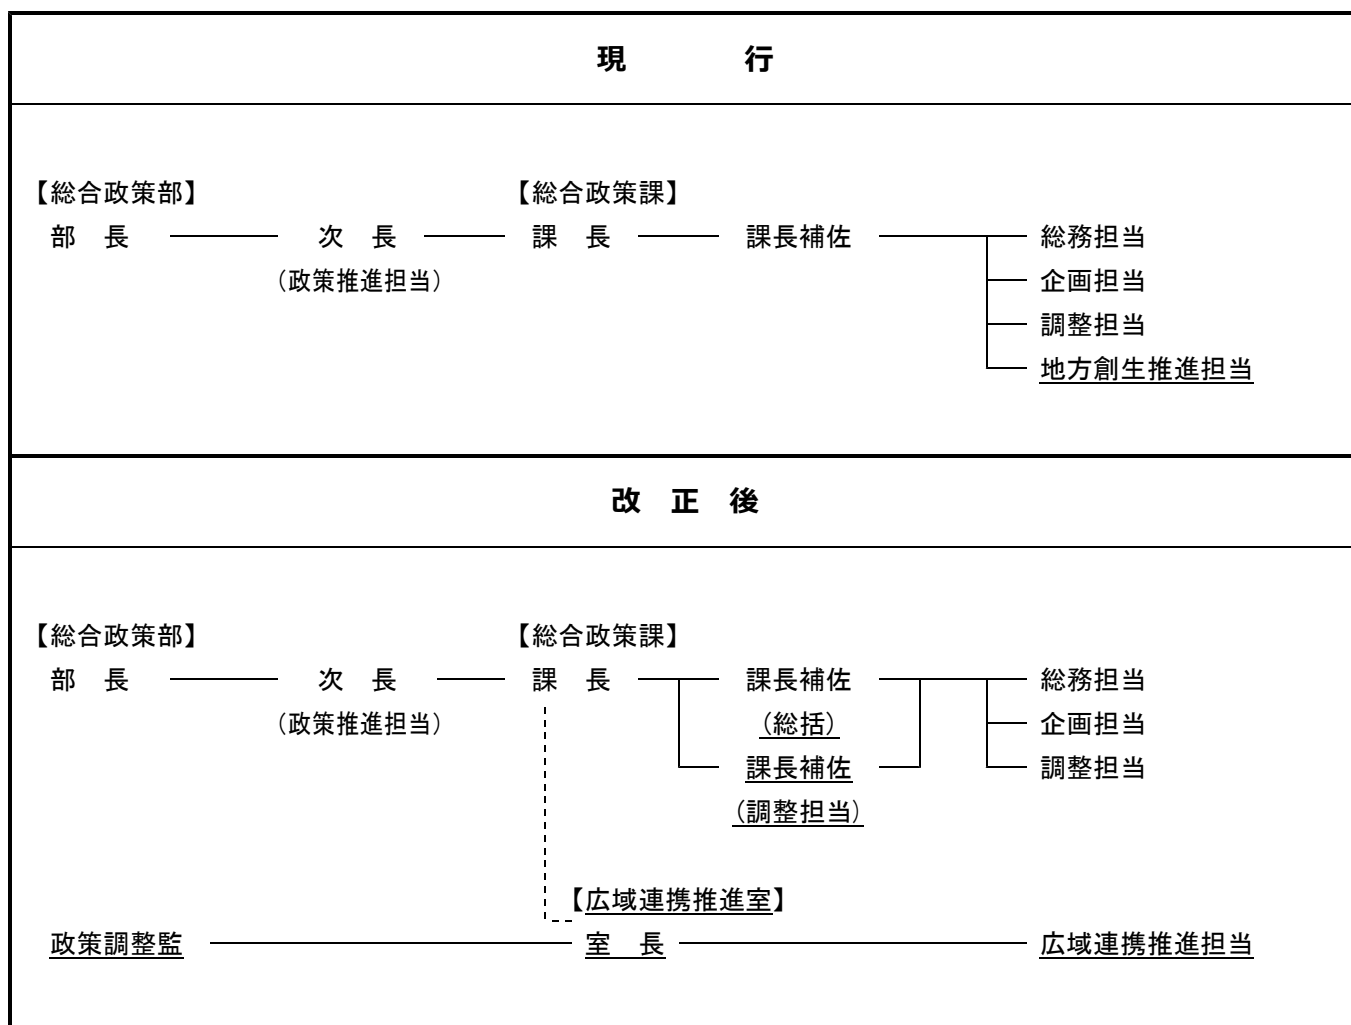 現　行
【総合政策部】　【総合政策課】
部　長　次　長　課　長　課長補佐　総務担当
（政策推進担当）　企画担当
調整担当
地方創生推進担当
改　正　後
【総合政策部】　【総合政策課】
部　長　次　長　課　長　課長補佐　総務担当
（政策推進担当）　（総括）　企画担当
課長補佐　調整担当
（調整担当）
【広域連携推進室】
政策調整監　室　長　広域連携推進担当